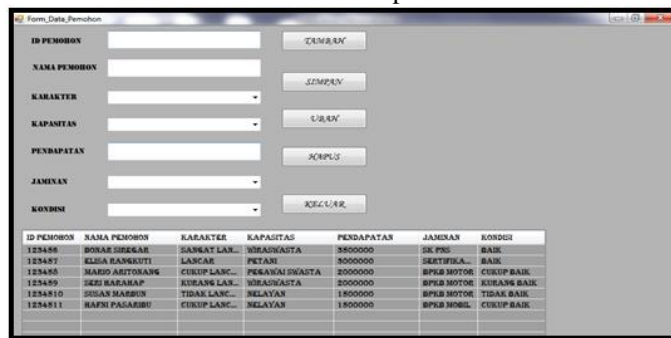 Form_Data_Pemohon
ID PEMOHON
TAMBAH
NAMA PEMOHON
SIMPAN
KARAKTER
KAPASITAS
UBAH
PENDAPATAN
HAPUS
JAMINAN
KONDISI
KELUAR
ID PEMOHON NAMA PEMOHON KARAKTER KAPASITAS PENDAPATAN JAMINAN KONDISI
123456 BONAR SIREGAR SANGAT LAN... WIRASWASTA 3500000 SK PNS BAIK
123457 ELISA RANGKUTI LANCAR PETANI 3000000 SERTIFIKA... BAIK
123458 MARIO ARITONANG CUKUP LANC... PEGAWAI SWASTA 2000000 BPKB MOTOR CUKUP BAIK
123459 SERI HARAHAP KURANG LAN... WIRASWASTA 2000000 BPKB MOTOR KURANG BAIK
1234510 SUSAN MARBUN TIDAK LANC... NELAYAN 1500000 BPKB MOTOR TIDAK BAIK
1234511 HAFNI PASARIBU CUKUP LANC... NELAYAN 1800000 BPKB MOBIL CUKUP BAIK